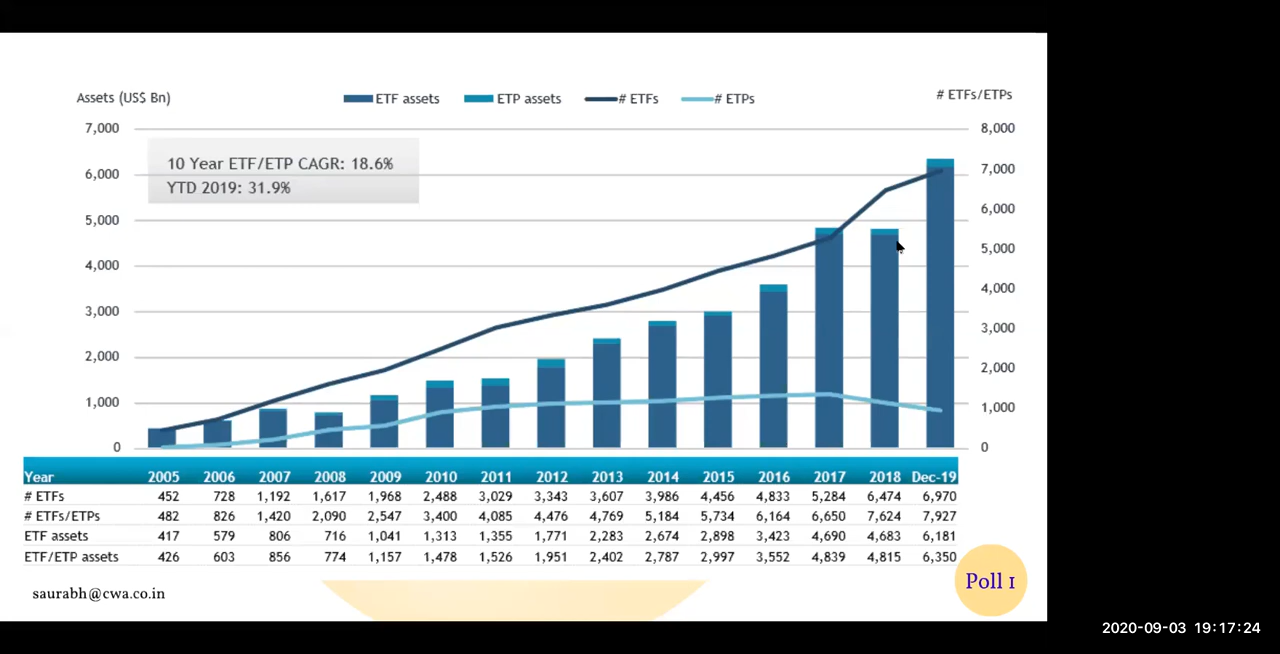 Assets (US$ Bn)
ETF assets ETP assets # ETFs # ETPs
# ETFs/ETPs
7,000
6,000
5,000
4,000
3,000
2,000
1,000
0
10 Year ETF/ETP CAGR: 18.6%
YTD 2019: 31.9%
8,000
7,000
6,000
5,000
4,000
3,000
2,000
1,000
0
Year 2005 2006 2007 2008 2009 2010 2011 2012 2013 2014 2015 2016 2017 2018 Dec-19
# ETFs 452 728 1,192 1,617 1,968 2,488 3,029 3,343 3,607 3,986 4,456 4,833 5,284 6,474 6,970
# ETFs/ETPs 482 826 1,420 2,090 2,547 3,400 4,085 4,476 4,769 5,184 5,734 6,164 6,650 7,624 7,927
ETF assets 417 579 806 716 1,041 1,313 1,355 1,771 2,283 2,674 2,898 3,423 4,690 4,683 6,181
ETF/ETP assets 426 603 856 774 1,157 1,478 1,526 1,951 2,402 2,787 2,997 3,552 4,839 4,815 6,350
Poll 1
saurabh@cwa.co.in
2020-09-03 19:17:24